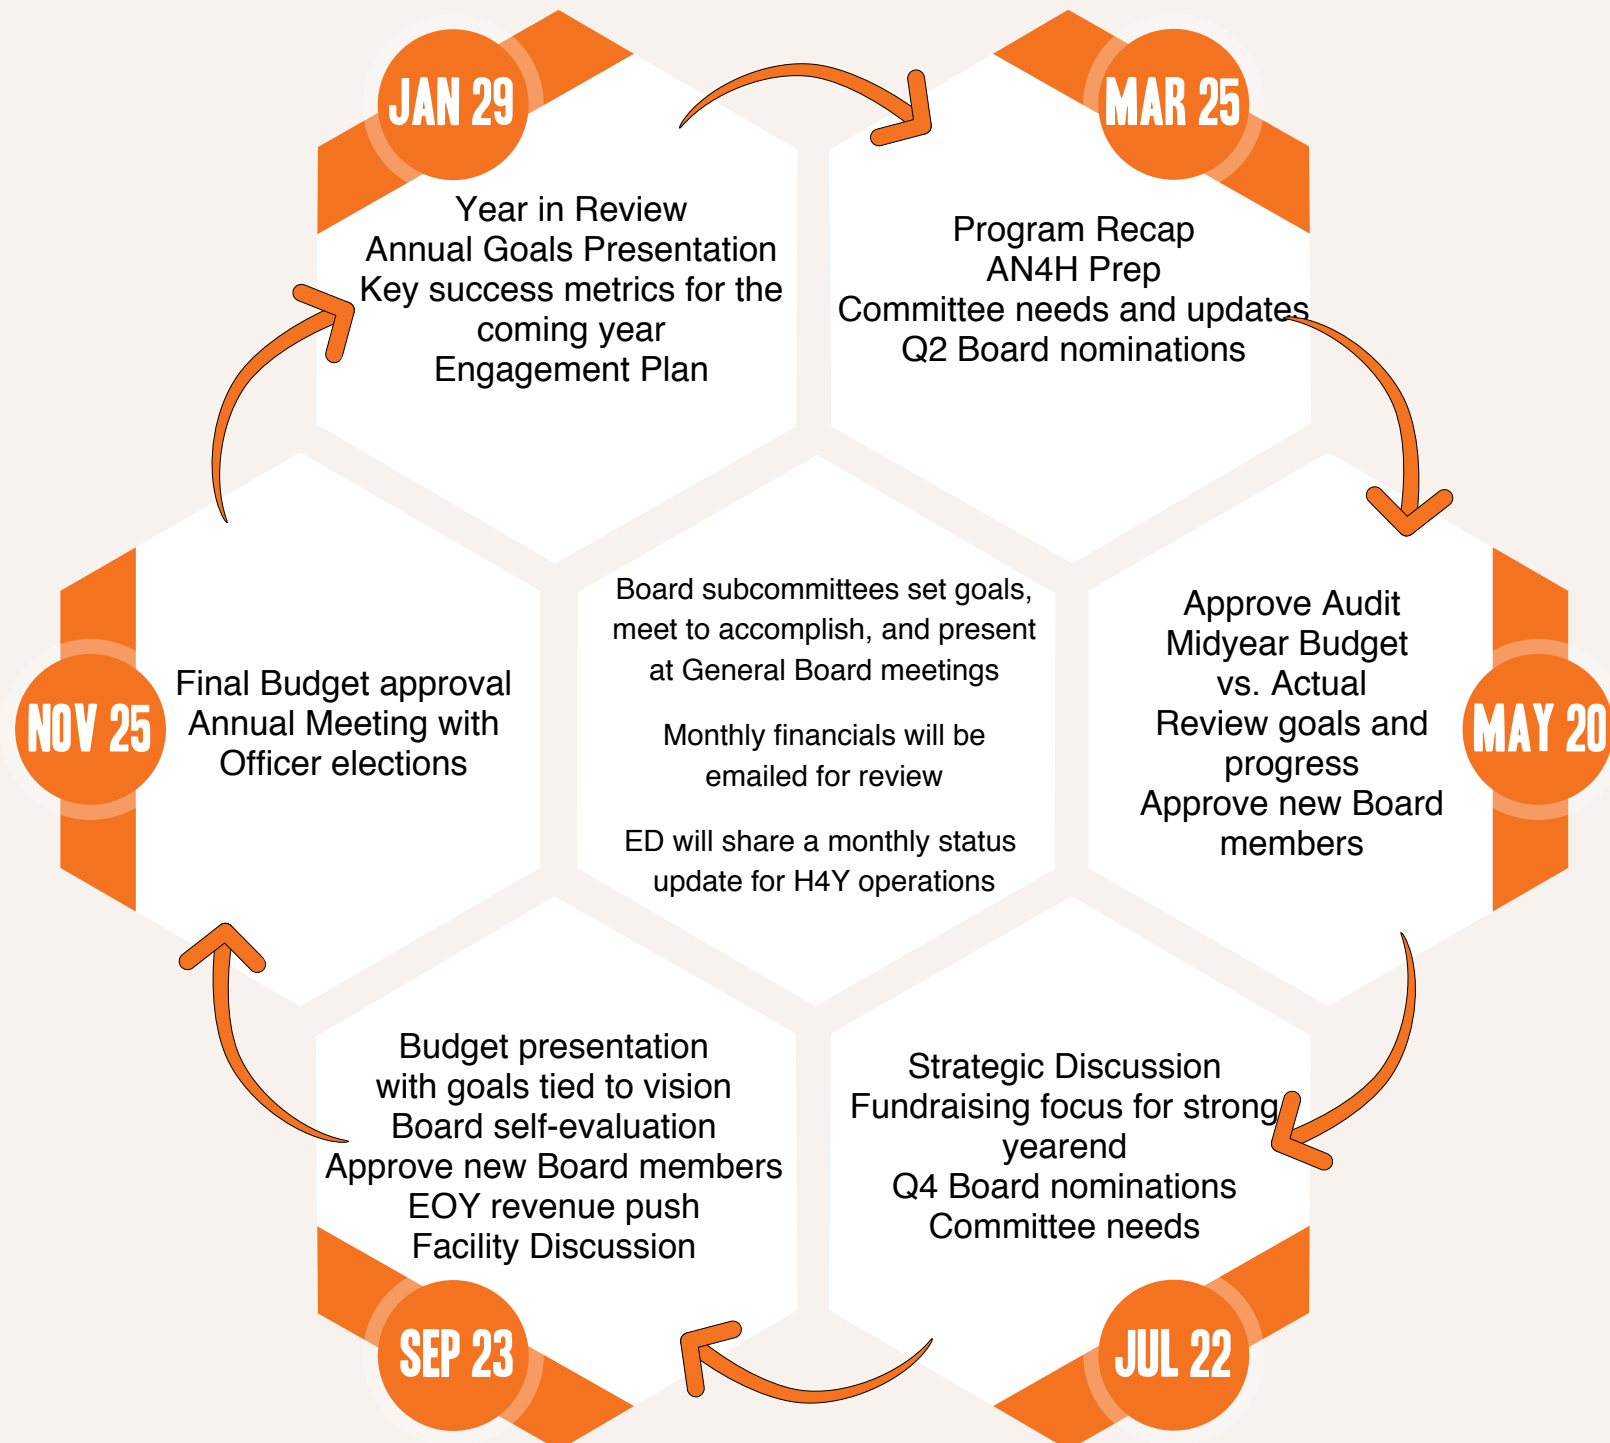 JAN 29
Year in Review
Annual Goals Presentation
Key success metrics for the
coming year
Engagement Plan
MAR 25
Program Recap
AN4H Prep
Committee needs and updates
Q2 Board nominations
MAY 20
Approve Audit
Midyear Budget
vs. Actual
Review goals and
progress
Approve new Board
members
JUL 22
Strategic Discussion
Fundraising focus for strong
yearend
Q4 Board nominations
Committee needs
SEP 23
Budget presentation
with goals tied to vision
Board self-evaluation
Approve new Board members
EOY revenue push
Facility Discussion
NOV 25
Final Budget approval
Annual Meeting with
Officer elections
Board subcommittees set goals,
meet to accomplish, and present
at General Board meetings
Monthly financials will be
emailed for review
ED will share a monthly status
update for H4Y operations